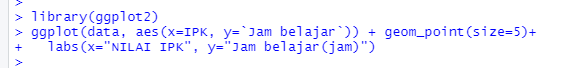 >
> library(ggplot2)
> ggplot(data, aes(x=IPK, y=`Jam belajar`)) + geom_point(size=5)+
+   labs(x="NILAI IPK", y="Jam belajar(jam)")
>